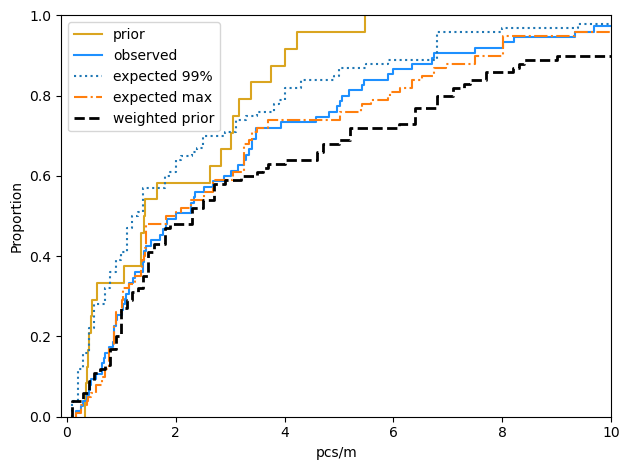 prior
observed
expected 99%
expected max
weighted prior
1.0
0.8
0.6
0.4
0.2
0.0
Proportion
0 2 4 6 8 10
pcs/m